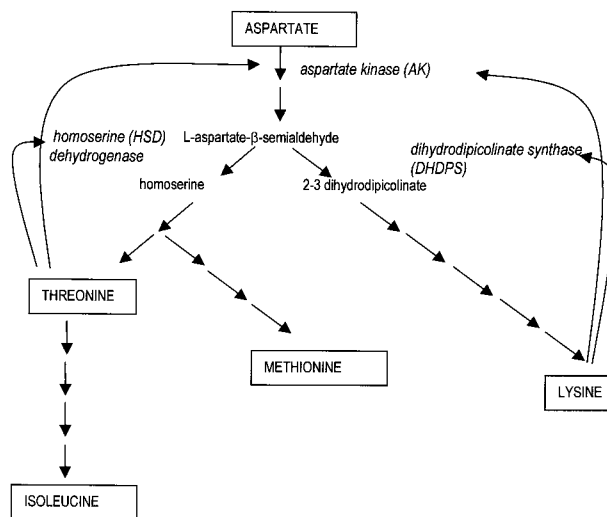 ASPARTATE
aspartate kinase (AK)
homoserine (HSD)
dehydrogenase
L-aspartate-β-semialdehyde
dihydrodipicolinate synthase
(DHDPS)
homoserine
2-3 dihydrodipicolinate
THREONINE
METHIONINE
LYSINE
ISOLEUCINE